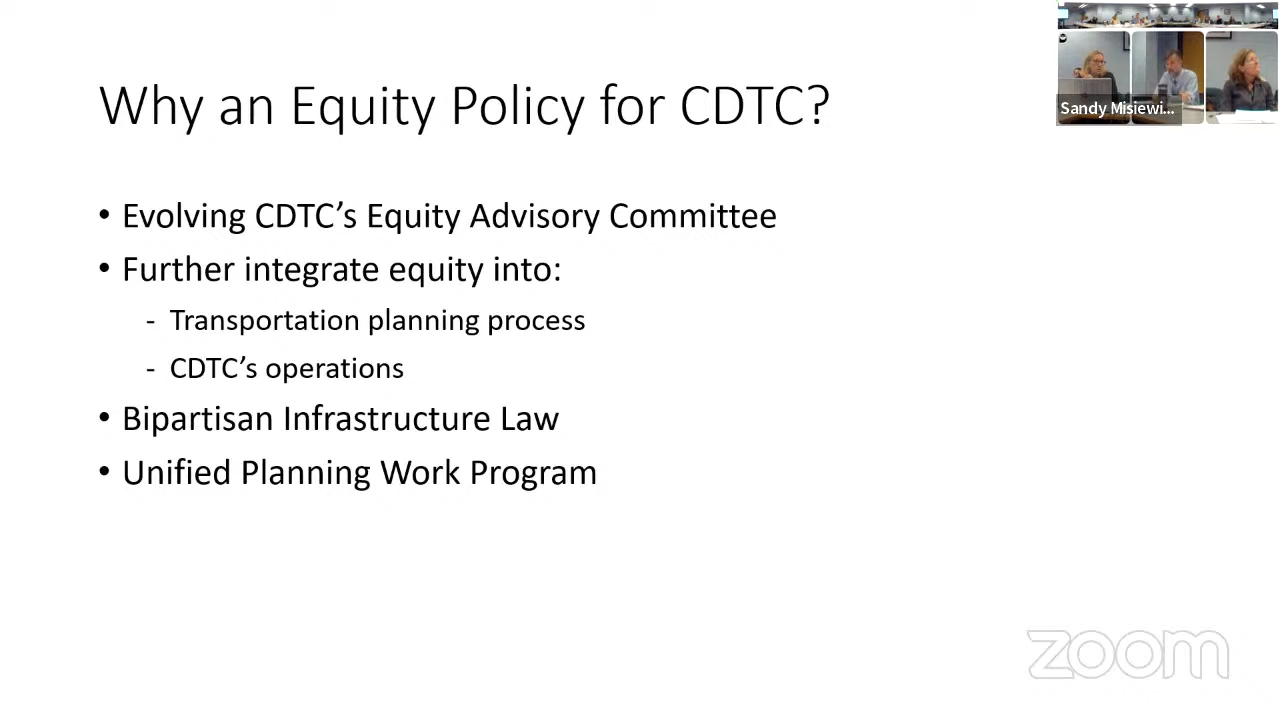 Why an Equity Policy for CDTC?
Sandy Misiewi...
• Evolving CDTC’s Equity Advisory Committee
• Further integrate equity into:
- Transportation planning process
- CDTC’s operations
• Bipartisan Infrastructure Law
• Unified Planning Work Program
zoom